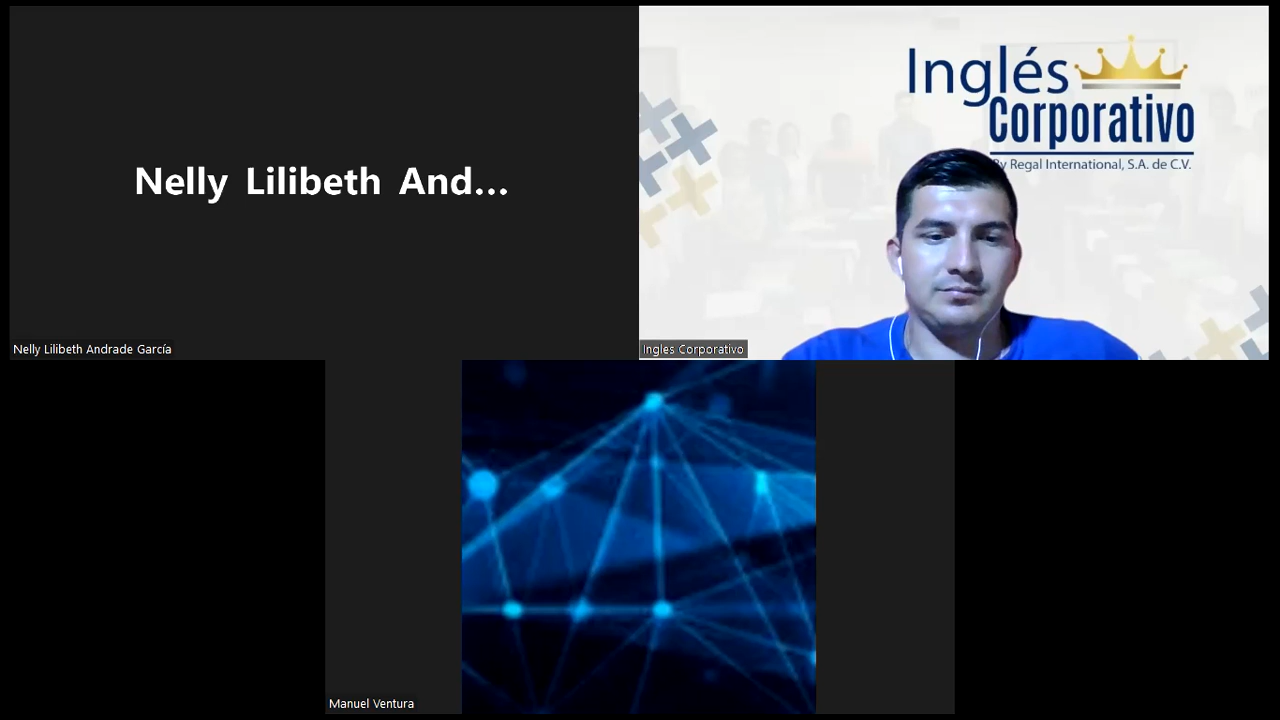 Nelly Lilibeth And...
Nelly Lilibeth Andrade García
Inglés
Corporativo
By Regal International, S.A. de C.V.
Ingles Corporativo
Manuel Ventura